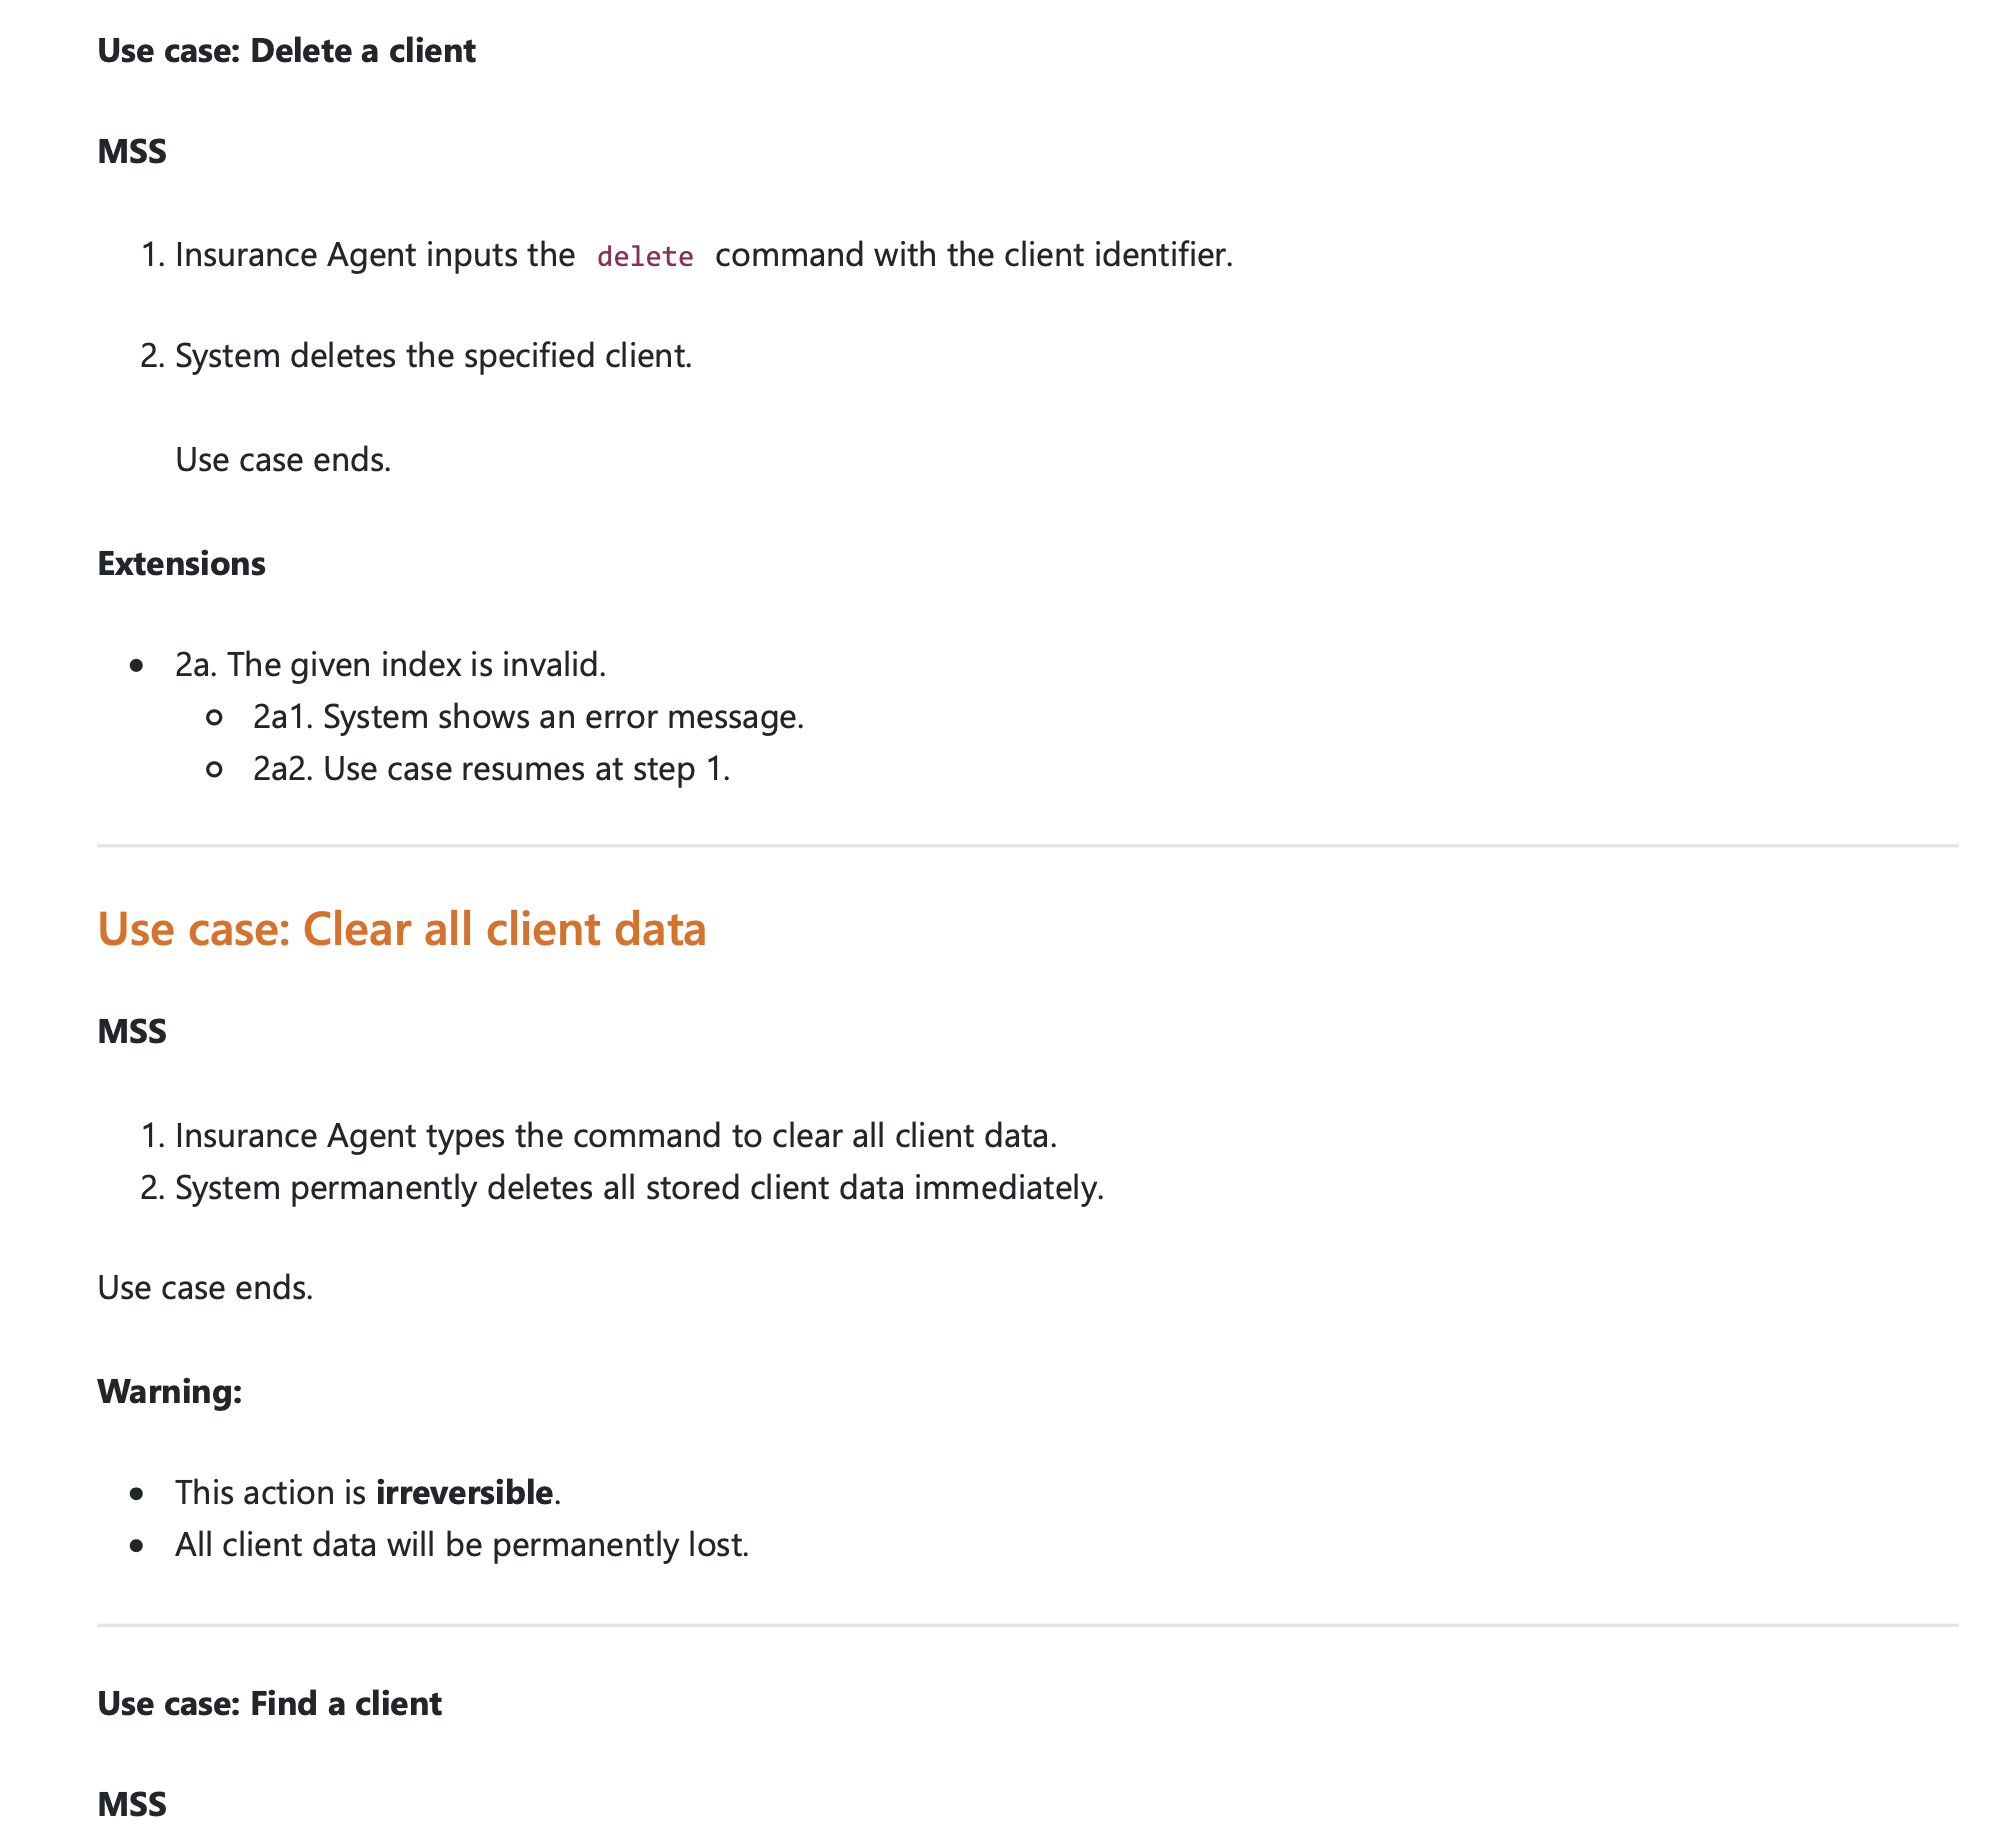 Use case: Delete a client
MSS
1. Insurance Agent inputs the delete command with the client identifier.
2. System deletes the specified client.
Use case ends.
Extensions
• 2a. The given index is invalid.
◦ 2a1. System shows an error message.
◦ 2a2. Use case resumes at step 1.
Use case: Clear all client data
MSS
1. Insurance Agent types the command to clear all client data.
2. System permanently deletes all stored client data immediately.
Use case ends.
Warning:
• This action is irreversible.
• All client data will be permanently lost.
Use case: Find a client
MSS